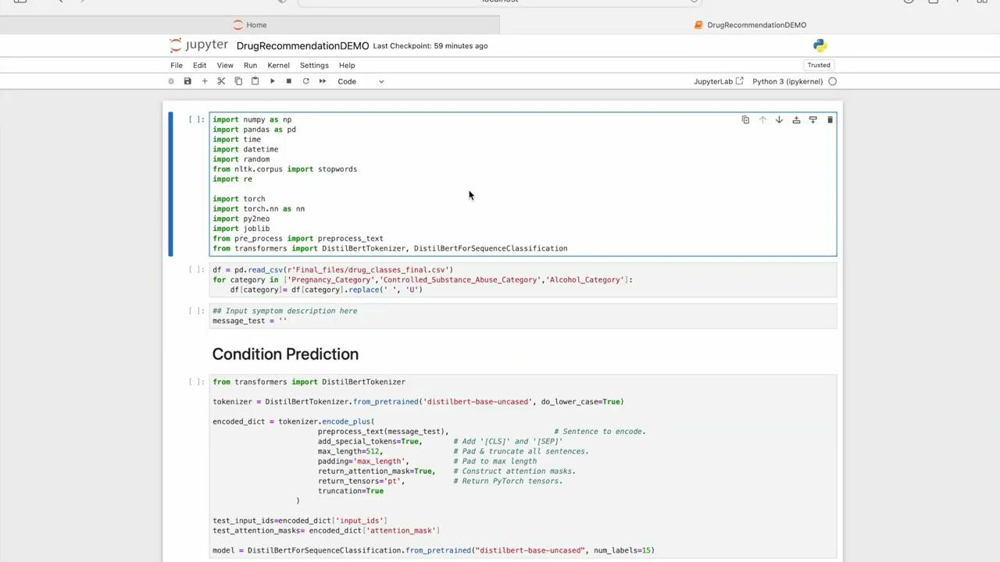 localhost
Home
DrugRecommendationDEMO
jupyter DrugRecommendationDEMO Last Checkpoint: 59 minutes ago
File Edit View Run Kernel Settings Help
Trusted
Code
JupyterLab
Python 3 (ipykernel)
[ ]:
import numpy as np
import pandas as pd
import time
import datetime
import random
from nltk.corpus import stopwords
import re
import torch
import torch.nn as nn
import py2neo
import joblib
from pre_process import preprocess_text
from transformers import DistilBertTokenizer, DistilBertForSequenceClassification
[ ]:
df = pd.read_csv(r'Final_files/drug_classes_final.csv')
for category in ['Pregnancy_Category','Controlled_Substance_Abuse_Category','Alcohol_Category']:
    df[category]= df[category].replace(' ', 'U')
[ ]:
## Input symptom description here
message_test = ''
Condition Prediction
[ ]:
from transformers import DistilBertTokenizer
tokenizer = DistilBertTokenizer.from_pretrained('distilbert-base-uncased', do_lower_case=True)
encoded_dict = tokenizer.encode_plus(
preprocess_text(message_test), # Sentence to encode.
add_special_tokens=True, # Add '[CLS]' and '[SEP]'
max_length=512, # Pad & truncate all sentences.
padding='max_length', # Pad to max length
return_attention_mask=True, # Construct attention masks.
return_tensors='pt', # Return PyTorch tensors.
truncation=True
)
test_input_ids=encoded_dict['input_ids']
test_attention_masks= encoded_dict['attention_mask']
model = DistilBertForSequenceClassification.from_pretrained("distilbert-base-uncased", num_labels=15)